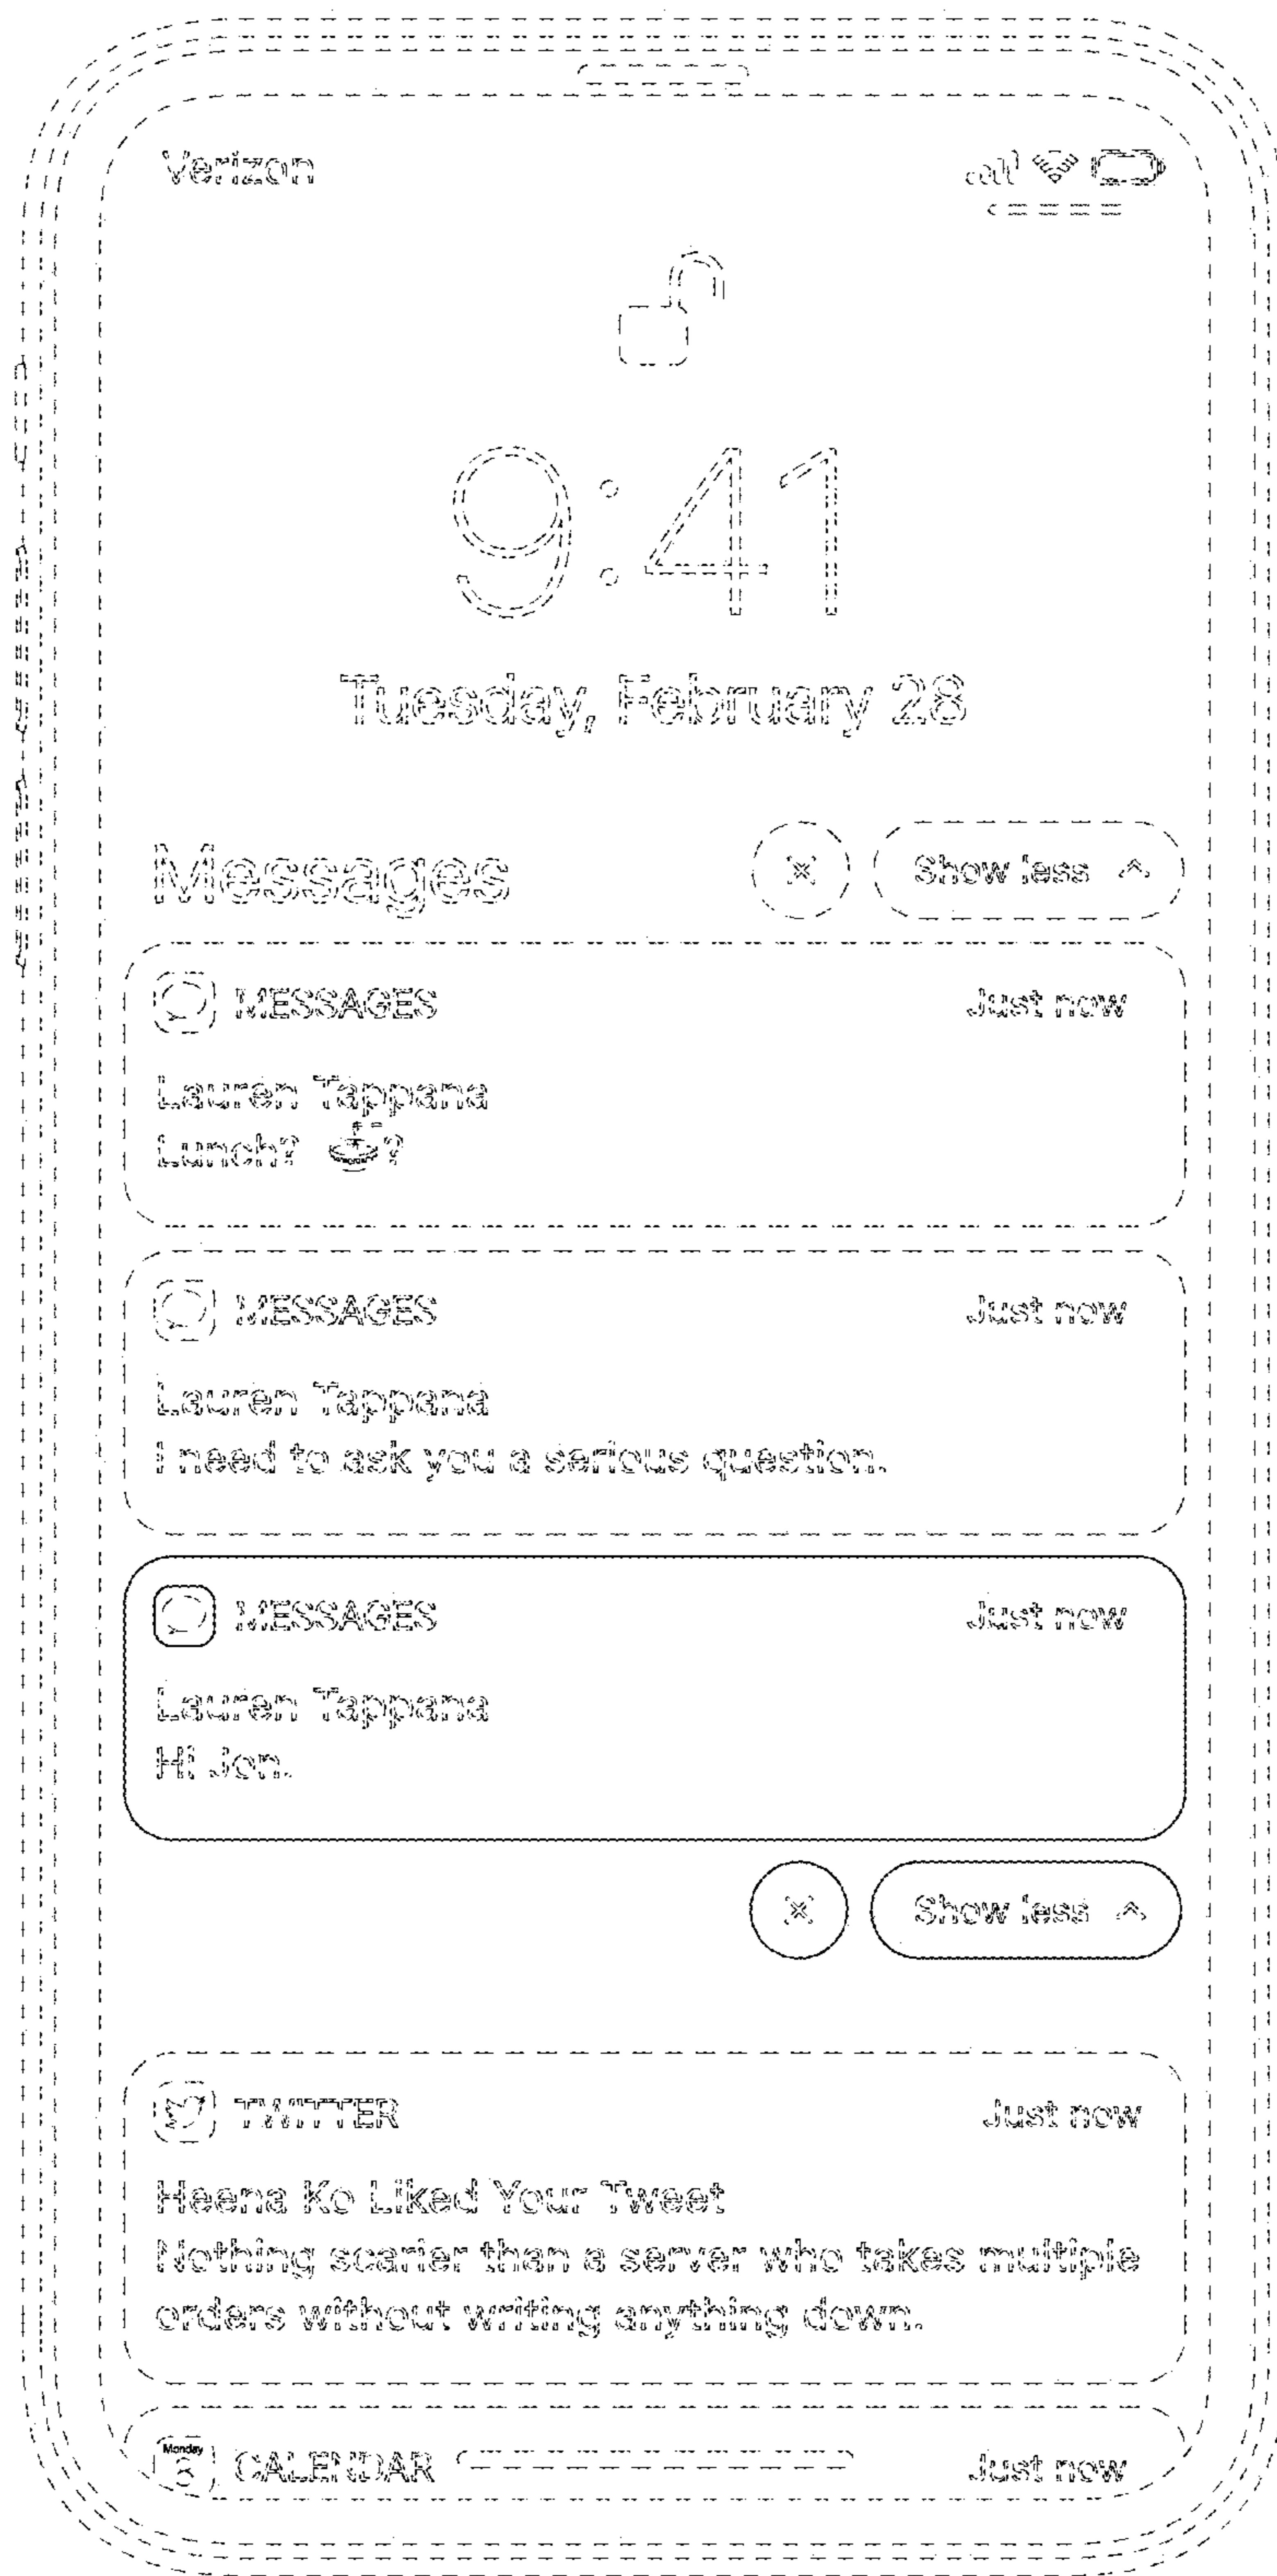 Verizon
9:41
Tuesday, February 28
Messages
Show less
MESSAGES Just now
Lauren Tappana
Lunch? ?
MESSAGES Just now
Lauren Tappana
I need to ask you a serious question.
MESSAGES Just now
Lauren Tappana
Hi Jon.
Show less
TWITTER Just now
Heena Ko Liked Your Tweet
Nothing scarier than a server who takes multiple
orders without writing anything down.
Monday
CALENDAR Just now